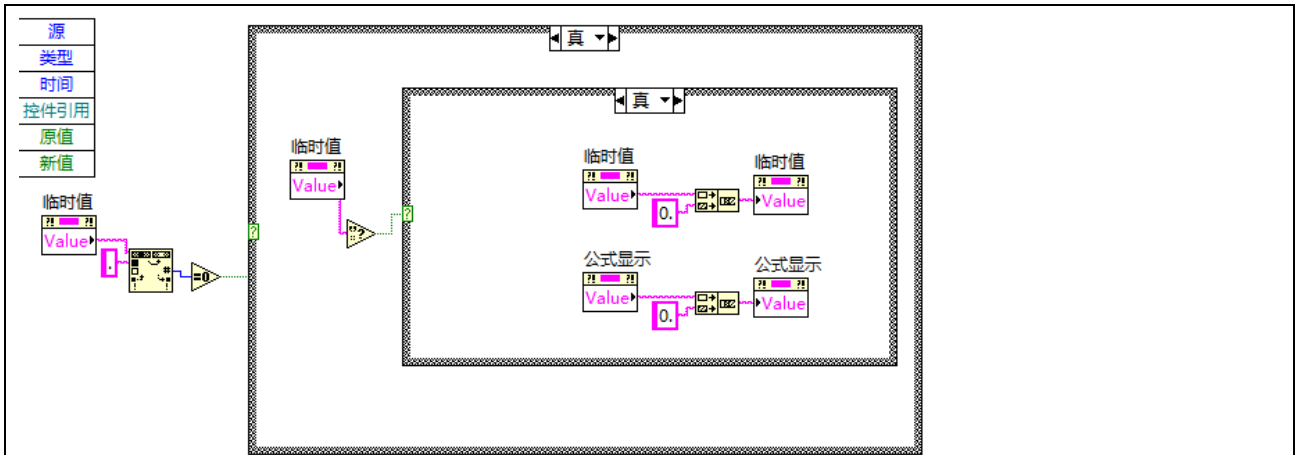 源
类型
时间
控件引用
原值
新值
临时值
?! ?!
Value
.
#
=0
?
真
临时值
?! ?!
Value
?
?
真
临时值
?! ?!
Value
0.
临时值
?! ?!
Value
公式显示
?! ?!
Value
0.
公式显示
?! ?!
Value